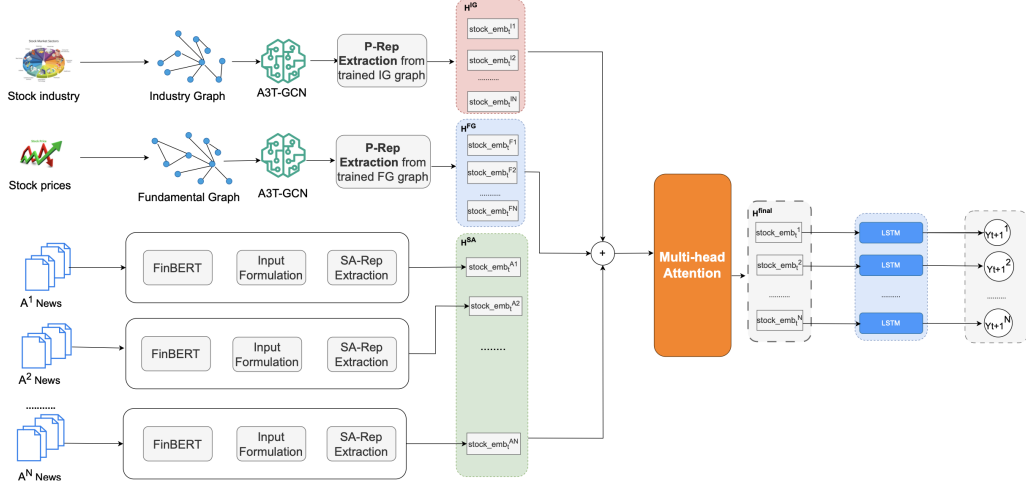 Stock industry
Industry Graph
A3T-GCN
P-Rep
Extraction from
trained IG graph
H^IG
stock_emb_t^I1
stock_emb_t^I2
..........
stock_emb_t^IN
Stock prices
Fundamental Graph
A3T-GCN
P-Rep
Extraction from
trained FG graph
H^FG
stock_emb_t^F1
stock_emb_t^F2
..........
stock_emb_t^FN
A^1 News
FinBERT
Input
Formulation
SA-Rep
Extraction
H^SA
stock_emb_t^A1
A^2 News
FinBERT
Input
Formulation
SA-Rep
Extraction
stock_emb_t^A2
........
...........
A^N News
FinBERT
Input
Formulation
SA-Rep
Extraction
stock_emb_t^AN
+
Multi-head
Attention
H^final
stock_emb_t^1
stock_emb_t^2
...........
stock_emb_t^N
LSTM
LSTM
..........
LSTM
Yt+1^1
Yt+1^2
...........
Yt+1^N